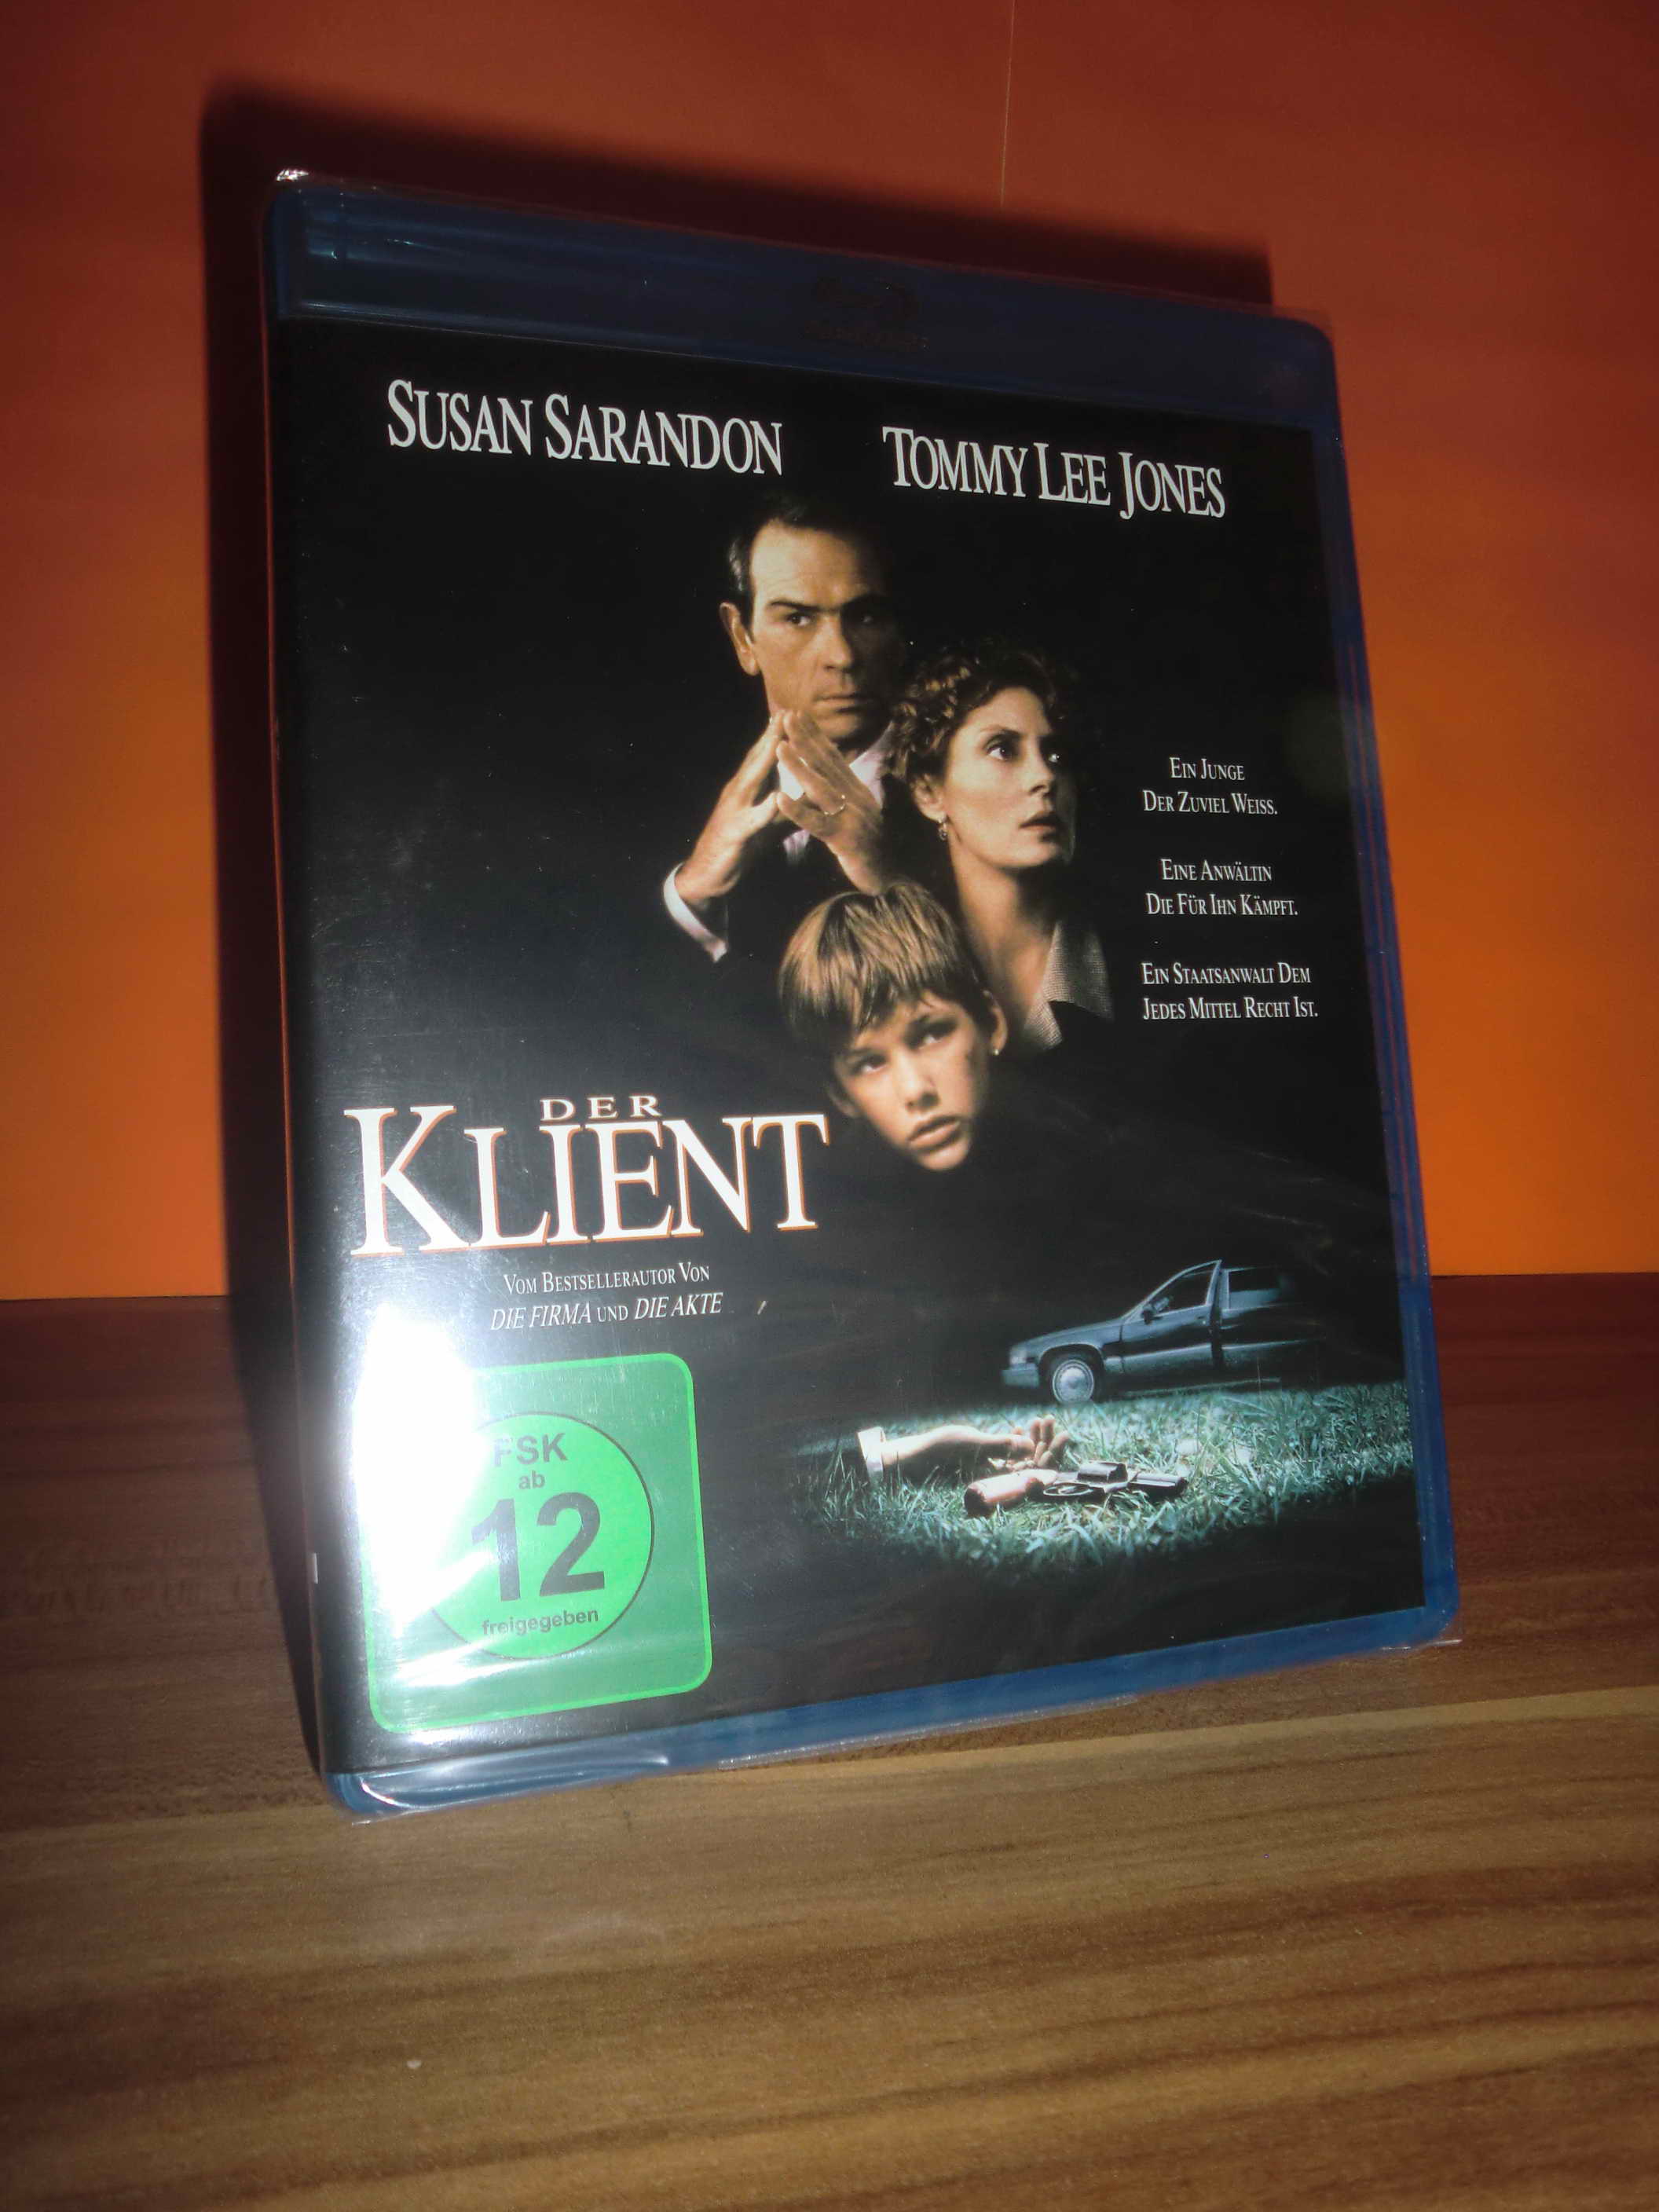 SUSAN SARANDON
TOMMY LEE JONES
EIN JUNGE
DER ZUVIEL WEISS.
EINE ANWÄLTIN
DIE FÜR IHN KÄMPFT.
EIN STAATSANWALT DEM
JEDES MITTEL RECHT IST.
DER
KLIENT
VOM BESTSELLERAUTOR VON
DIE FIRMA UND DIE AKTE
FSK
ab
12
freigegeben